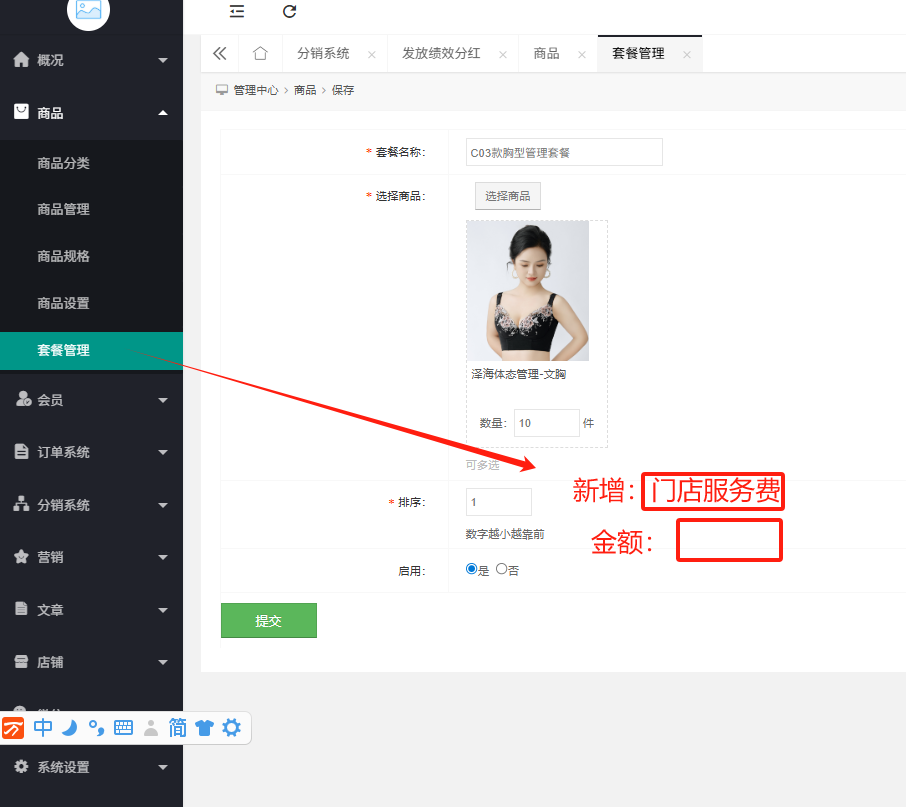 概况
商品
商品分类
商品管理
商品规格
商品设置
套餐管理
会员
订单系统
分销系统
营销
文章
店铺
系统设置
中
简
分销系统 ×
发放绩效分红 ×
商品 ×
套餐管理 ×
管理中心 › 商品 › 保存
* 套餐名称:
C03款胸型管理套餐
* 选择商品:
选择商品
泽海体态管理-文胸
数量: 10 件
可多选
新增：门店服务费
* 排序: 1
数字越小越靠前
金额：
启用: 是 否
提交